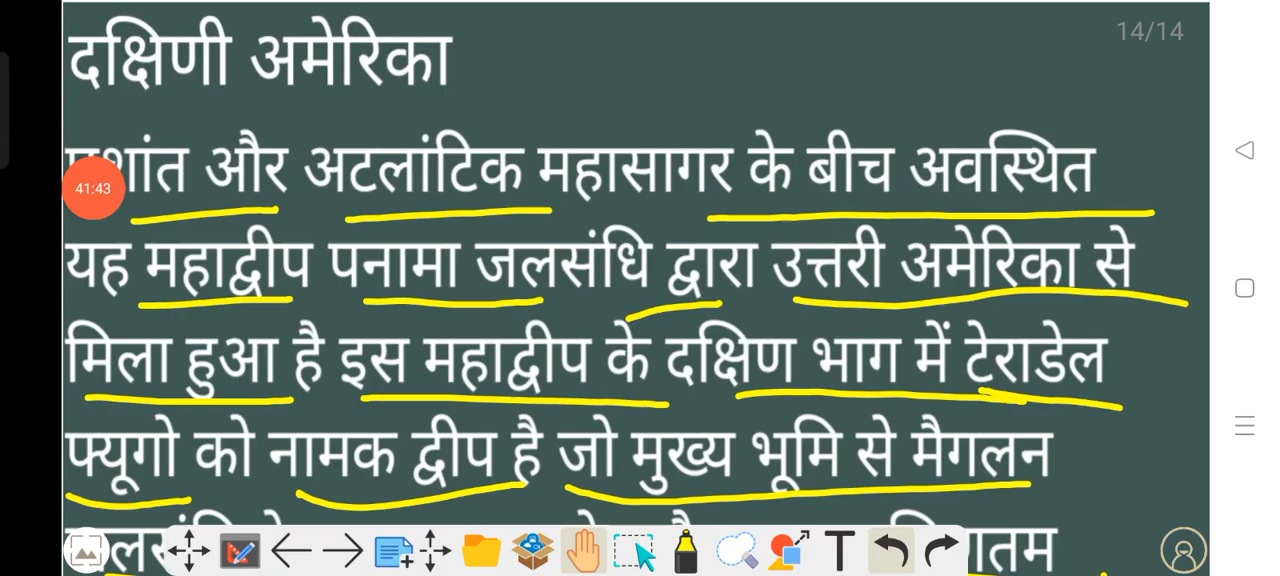 14/14
दक्षिणी अमेरिका
और अटलांटिक महासागर के बीच अवस्थित
41:43
यह महाद्वीप पनामा जलसंधि द्वारा उत्तरी अमेरिका से
मिला हुआ है इस महाद्वीप के दक्षिण भाग में टेराडेल
फ्यूगो को नामक द्वीप है जो मुख्य भूमि से मैगलन
T